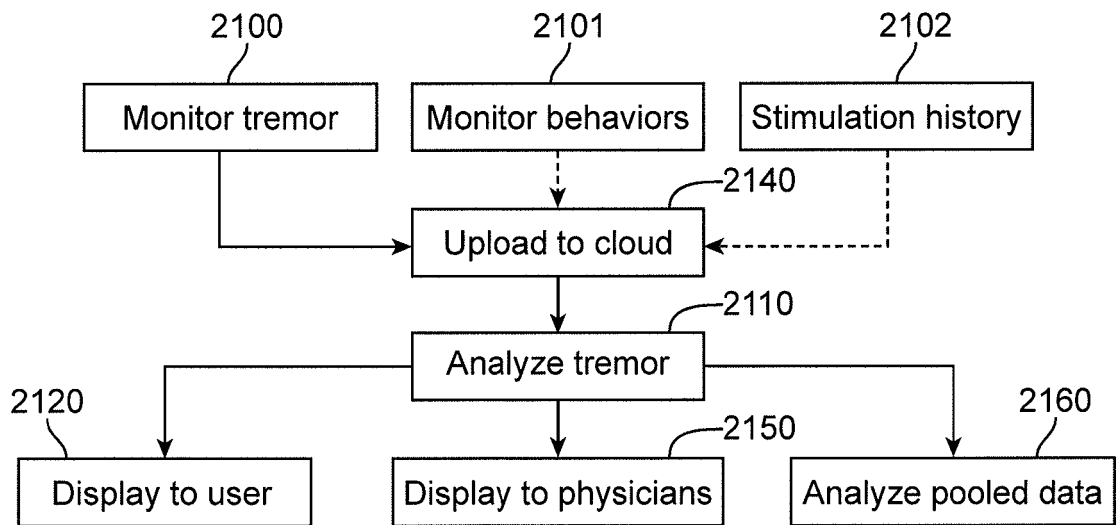 2100
2101
2102
Monitor tremor
Monitor behaviors
Stimulation history
2140
Upload to cloud
2110
Analyze tremor
2120
2150
2160
Display to user
Display to physicians
Analyze pooled data